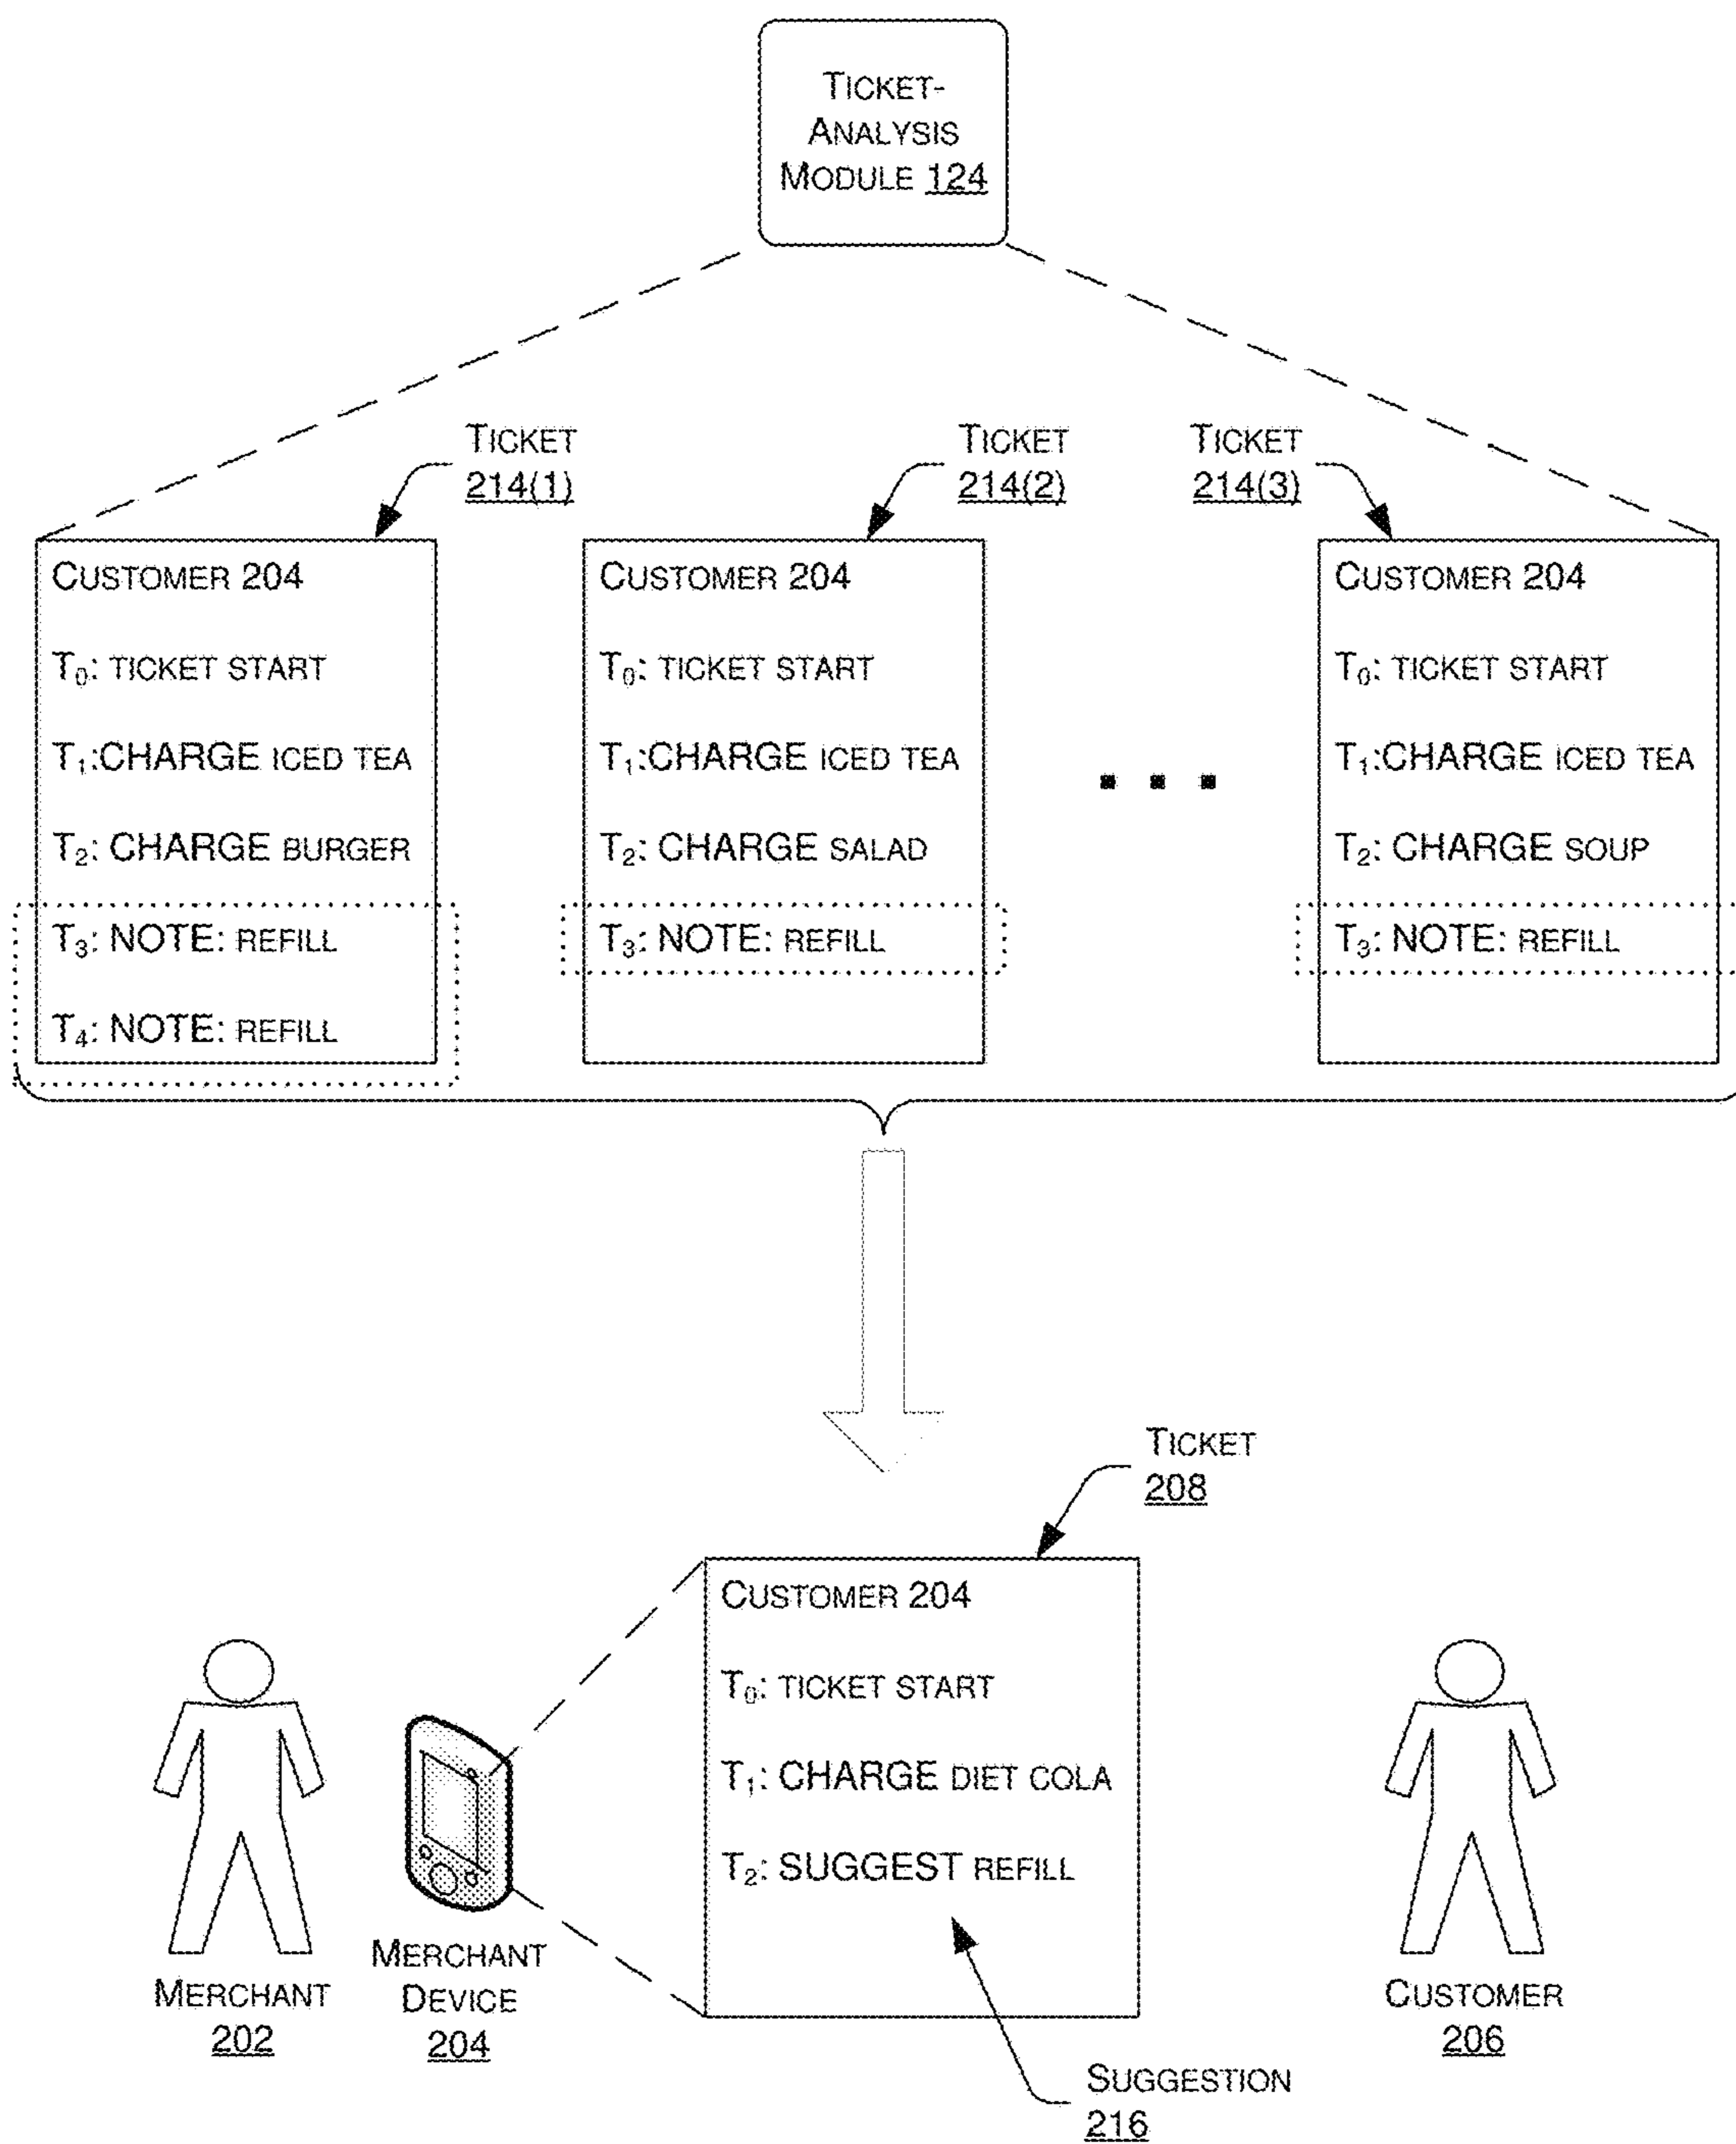 TICKET-
ANALYSIS
MODULE 124
TICKET
214(1)
TICKET
214(2)
TICKET
214(3)
CUSTOMER 204
T0: TICKET START
T1:CHARGE ICED TEA
T2: CHARGE BURGER
T3: NOTE: REFILL
T4: NOTE: REFILL
CUSTOMER 204
T0: TICKET START
T1:CHARGE ICED TEA
T2: CHARGE SALAD
T3: NOTE: REFILL
CUSTOMER 204
T0: TICKET START
T1:CHARGE ICED TEA
T2: CHARGE SOUP
T3: NOTE: REFILL
TICKET
208
CUSTOMER 204
T0: TICKET START
T1: CHARGE DIET COLA
T2: SUGGEST REFILL
MERCHANT
202
MERCHANT
DEVICE
204
CUSTOMER
206
SUGGESTION
216